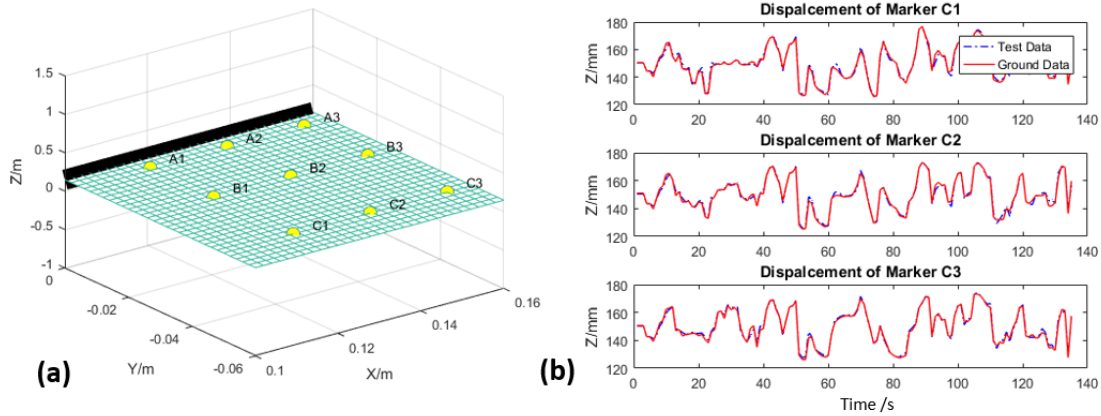 (a)
1.5
1
0.5
0
-0.5
-1
Z/m
A1
A2
A3
B1
B2
B3
C1
C2
C3
0
-0.02
-0.04
-0.06
Y/m
0.1
0.12
0.14
0.16
X/m
(b)
Dispalcement of Marker C1
180
160
140
120
Z/mm
Test Data
Ground Data
0 20 40 60 80 100 120 140
Dispalcement of Marker C2
180
160
140
120
Z/mm
0 20 40 60 80 100 120 140
Dispalcement of Marker C3
180
160
140
120
Z/mm
0 20 40 60 80 100 120 140
Time /s